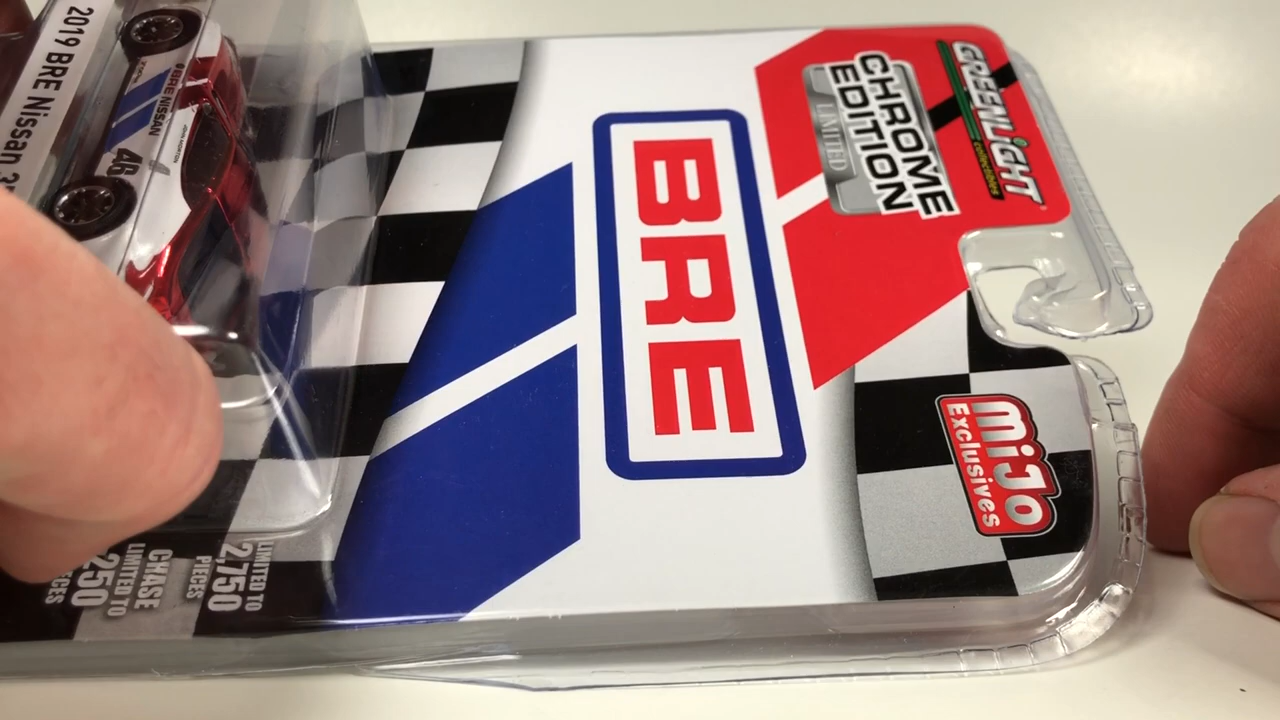 GREENLIGHT
collectibles
CHROME
EDITION
LIMITED
MiJo
Exclusives
BRE
2019 BRE Nissan 3
BRE NISSAN
46
LIMITED TO
2,750
PIECES
CHASE
LIMITED TO
250